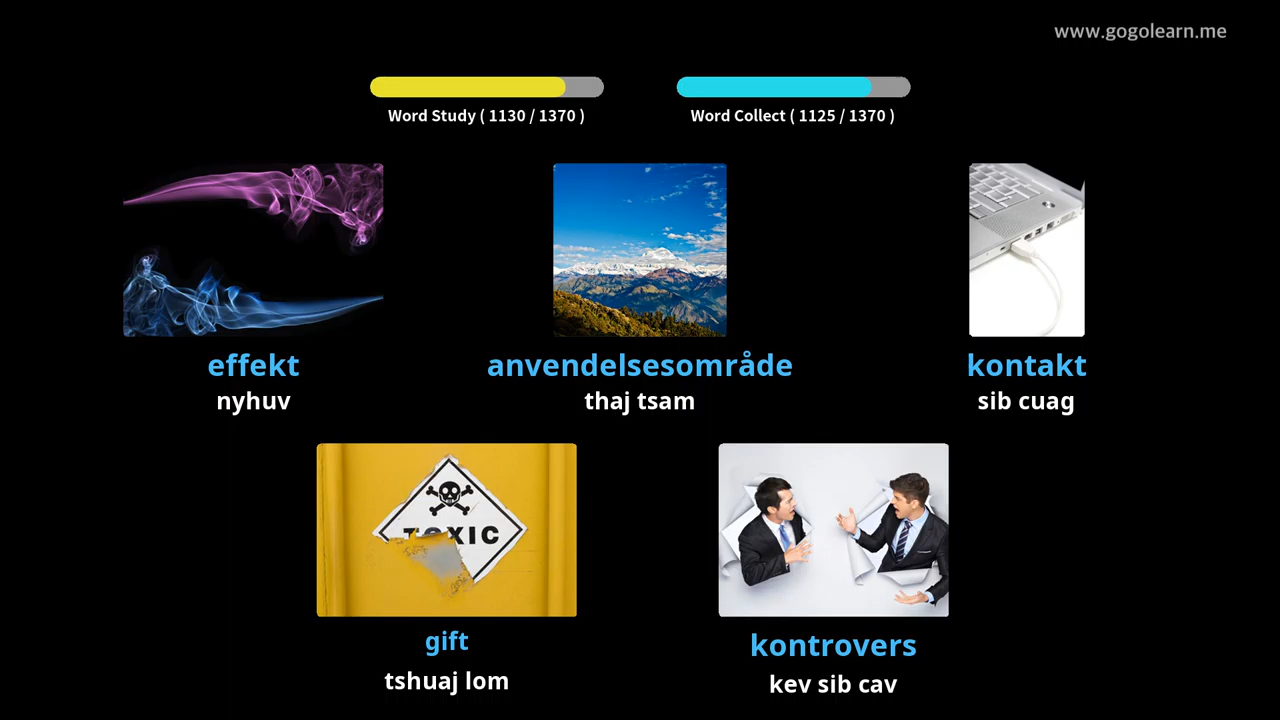 www.gogolearn.me
Word Study ( 1130 / 1370 )
Word Collect ( 1125 / 1370 )
effekt
anvendelsesområde
kontakt
nyhuv
thaj tsam
sib cuag
TOXIC
gift
kontrovers
tshuaj lom
kev sib cav